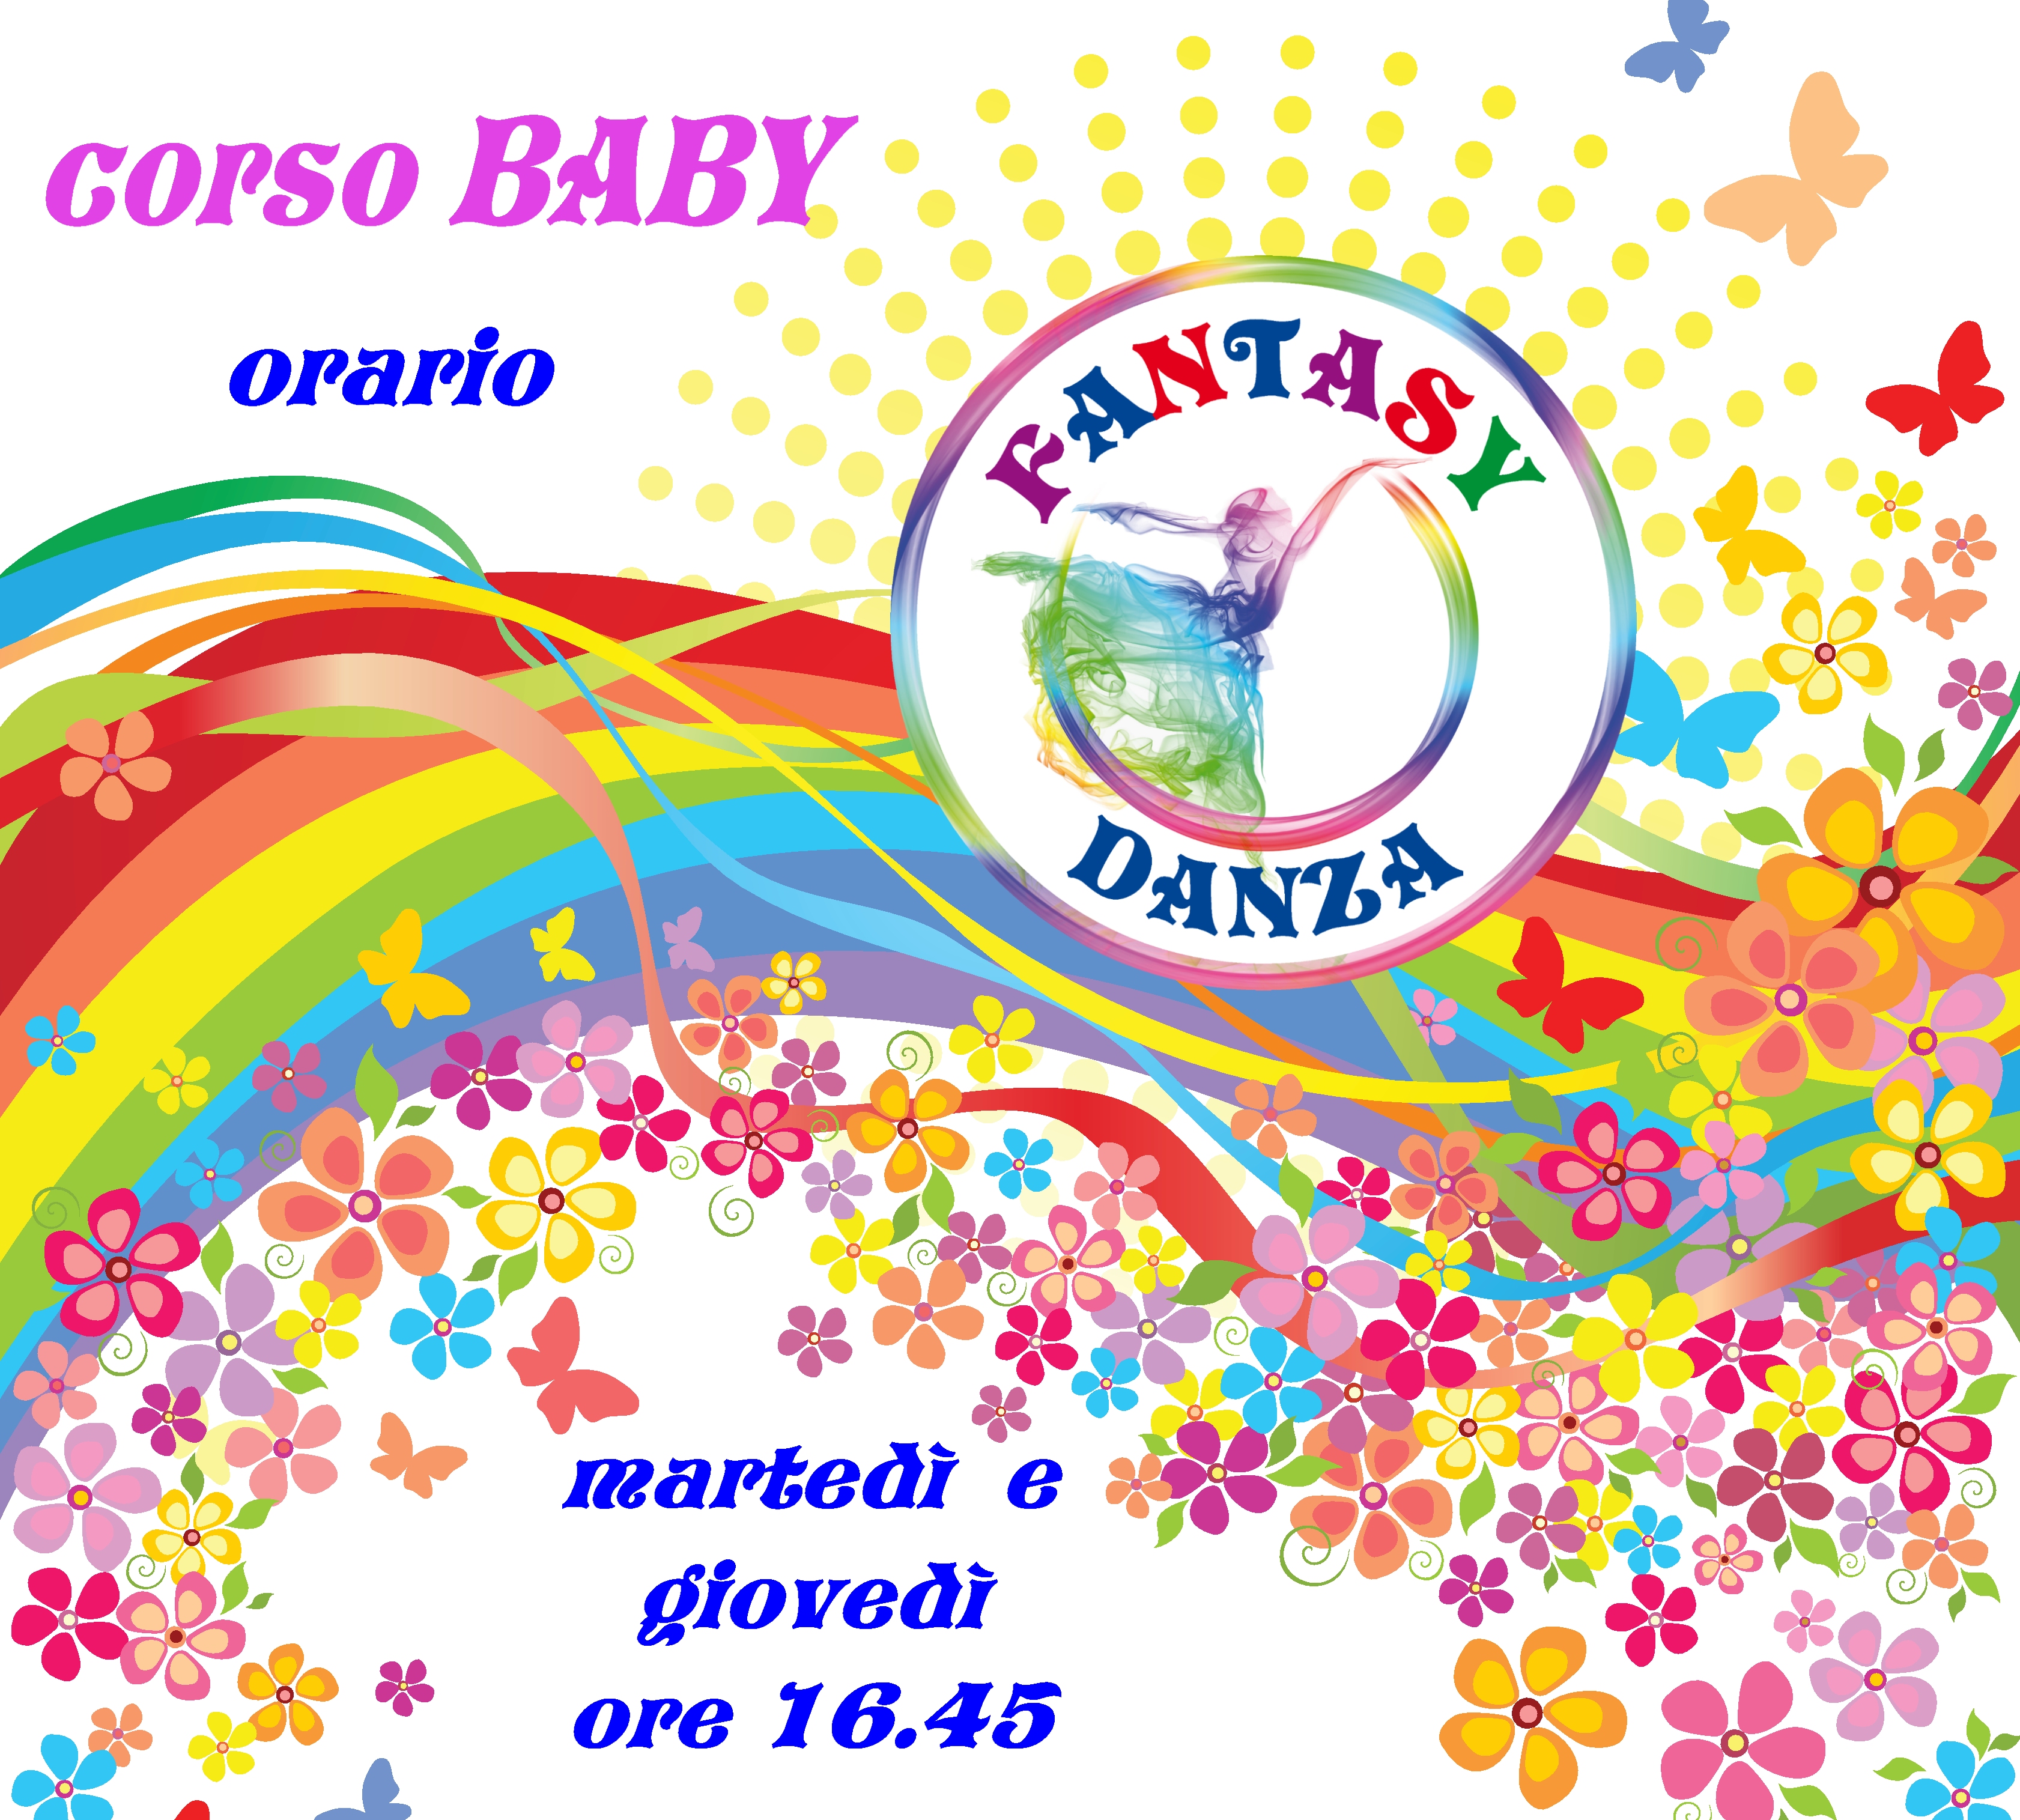 corso BABY
orario
FANTASY
DANZA
martedì e
giovedì
ore 16.45